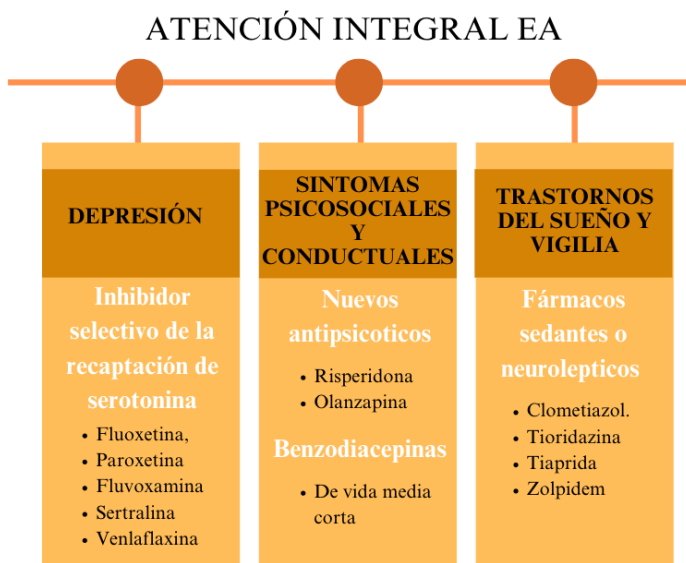 ATENCIÓN INTEGRAL EA
DEPRESIÓN
Inhibidor
selectivo de la
recaptación de
serotonina
• Fluoxetina,
• Paroxetina
• Fluvoxamina
• Sertralina
• Venlaflaxina
SINTOMAS
PSICOSOCIALES
Y
CONDUCTUALES
Nuevos
antipsicoticos
• Risperidona
• Olanzapina
Benzodiacepinas
• De vida media
corta
TRASTORNOS
DEL SUEÑO Y
VIGILIA
Fármacos
sedantes o
neurolepticos
• Clometiazol.
• Tioridazina
• Tiaprida
• Zolpidem